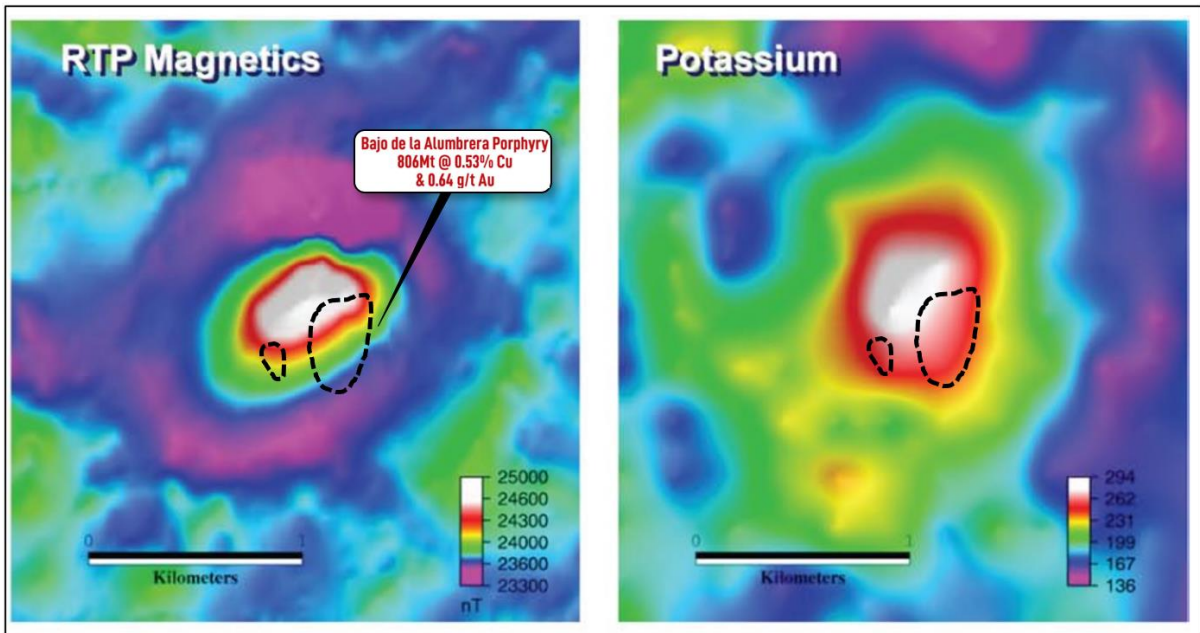 RTP Magnetics
Bajo de la Alumbrera Porphyry
806Mt @ 0.53% Cu
& 0.64 g/t Au
25000
24600
24300
24000
23600
23300
nT
0 1
Kilometers
Potassium
294
262
231
199
167
136
0 1
Kilometers